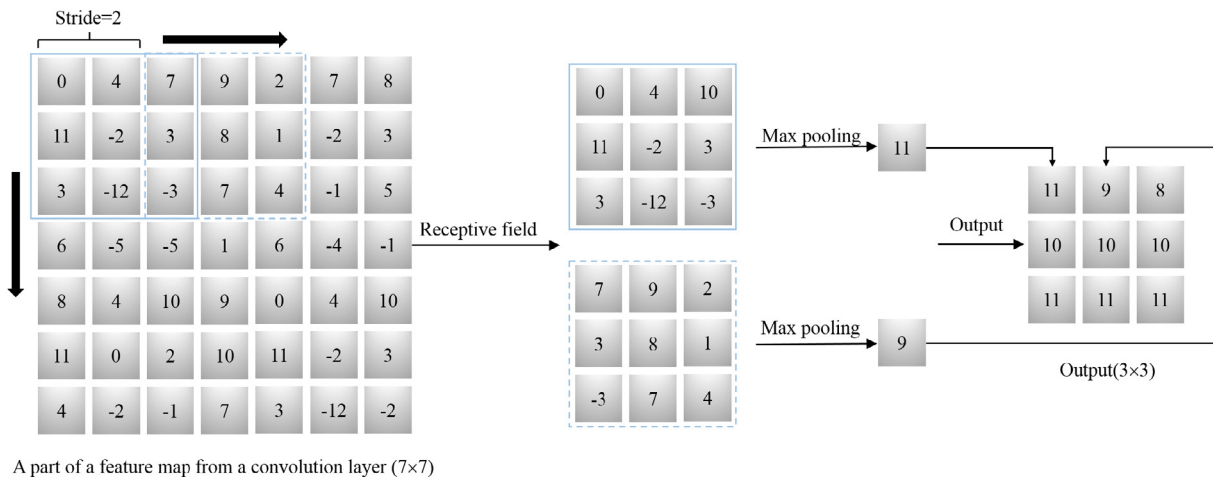 Stride=2
0 4 7 9 2 7 8
11 -2 3 8 1 -2 3
3 -12 -3 7 4 -1 5
6 -5 -5 1 6 -4 -1
8 4 10 9 0 4 10
11 0 2 10 11 -2 3
4 -2 -1 7 3 -12 -2
A part of a feature map from a convolution layer (7×7)
Receptive field
0 4 10
11 -2 3
3 -12 -3
7 9 2
3 8 1
-3 7 4
Max pooling
11
Max pooling
9
Output
11 9 8
10 10 10
11 11 11
Output(3×3)